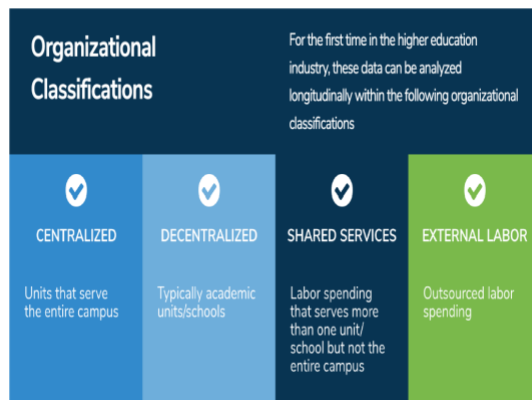 Organizational
Classifications
For the first time in the higher education
industry, these data can be analyzed
longitudinally within the following organizational
classifications
CENTRALIZED
Units that serve
the entire campus
DECENTRALIZED
Typically academic
units/schools
SHARED SERVICES
Labor spending
that serves more
than one unit/
school but not the
entire campus
EXTERNAL LABOR
Outsourced labor
spending